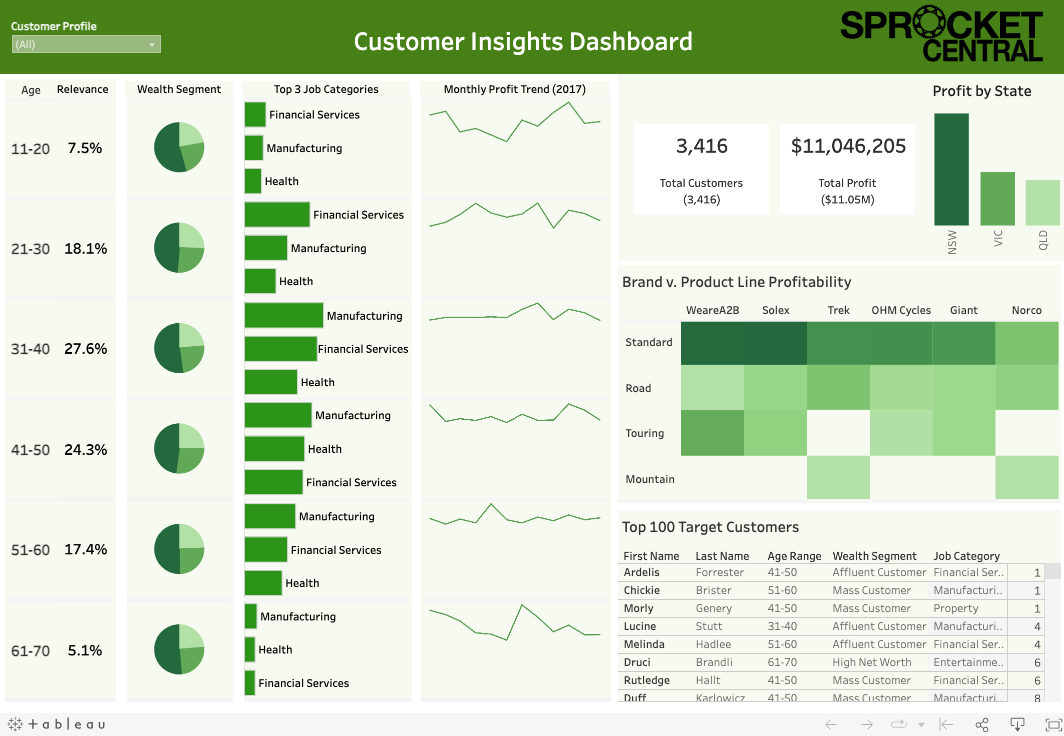 Customer Profile
(All)
Customer Insights Dashboard
SPROCKET
CENTRAL
Age Relevance
Wealth Segment
Top 3 Job Categories
Monthly Profit Trend (2017)
11-20 7.5%
Financial Services
Manufacturing
Health
21-30 18.1%
Financial Services
Manufacturing
Health
31-40 27.6%
Manufacturing
Financial Services
Health
41-50 24.3%
Manufacturing
Health
Financial Services
51-60 17.4%
Manufacturing
Financial Services
Health
61-70 5.1%
Manufacturing
Health
Financial Services
3,416
Total Customers
(3,416)
$11,046,205
Total Profit
($11.05M)
Profit by State
NSW
VIC
QLD
Brand v. Product Line Profitability
WeareA2B Solex Trek OHM Cycles Giant Norco
Standard
Road
Touring
Mountain
Top 100 Target Customers
First Name Last Name Age Range Wealth Segment Job Category
Ardelis Forrester 41-50 Affluent Customer Financial Ser.. 1
Chickie Brister 51-60 Mass Customer Manufacturi.. 1
Morly Genery 41-50 Mass Customer Property 1
Lucine Stutt 31-40 Affluent Customer Manufacturi.. 4
Melinda Hadlee 51-60 Affluent Customer Financial Ser.. 4
Druci Brandli 61-70 High Net Worth Entertainme.. 6
Rutledge Hallt 41-50 Mass Customer Financial Ser.. 6
Duff Karlowicz 41-50 Mass Customer Manufacturi.. 8
+ a b l e a u